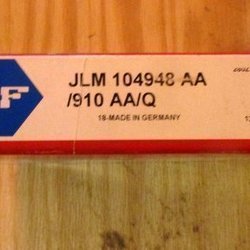 F
JLM 104948 AA
/910 AA/Q
18-MADE IN GERMANY